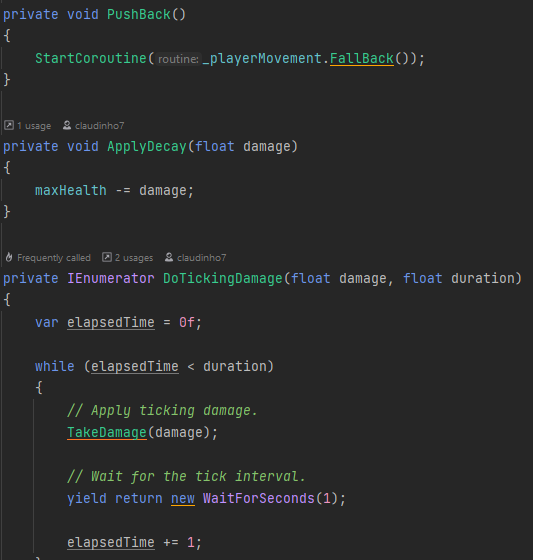 private void PushBack()
{
StartCoroutine(routine: _playerMovement.FallBack());
}
1 usage claudinho7
private void ApplyDecay(float damage)
{
maxHealth -= damage;
}
Frequently called 2 usages claudinho7
private IEnumerator DoTickingDamage(float damage, float duration)
{
var elapsedTime = 0f;
while (elapsedTime < duration)
{
// Apply ticking damage.
TakeDamage(damage);
// Wait for the tick interval.
yield return new WaitForSeconds(1);
elapsedTime += 1;
}